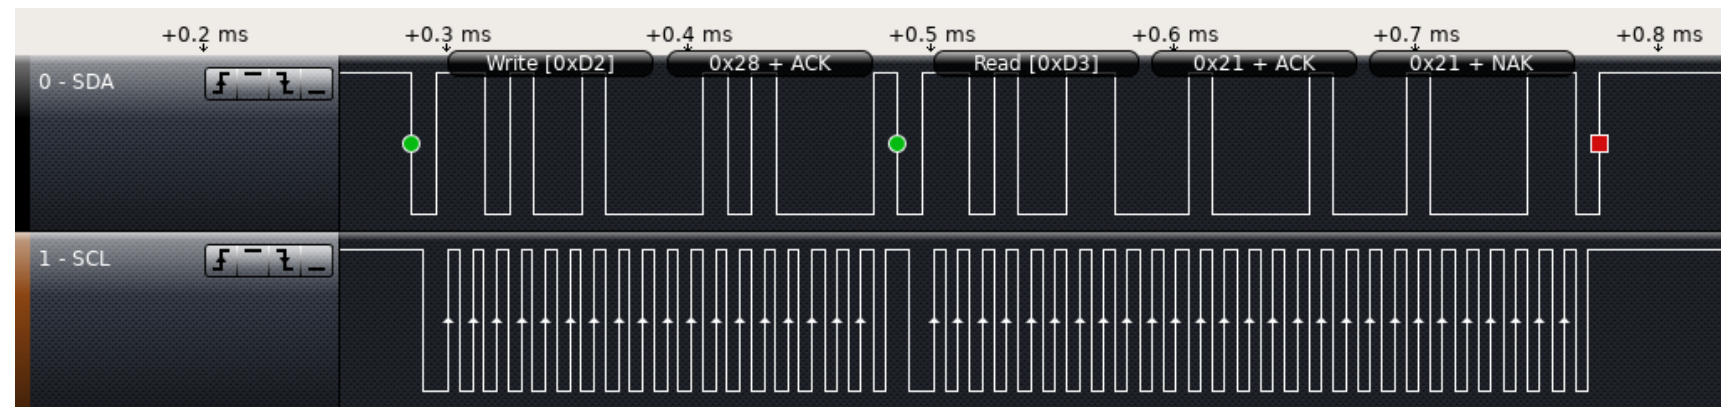 +0.2 ms +0.3 ms +0.4 ms +0.5 ms +0.6 ms +0.7 ms +0.8 ms
Write [0xD2] 0x28 + ACK Read [0xD3] 0x21 + ACK 0x21 + NAK
0 - SDA
1 - SCL